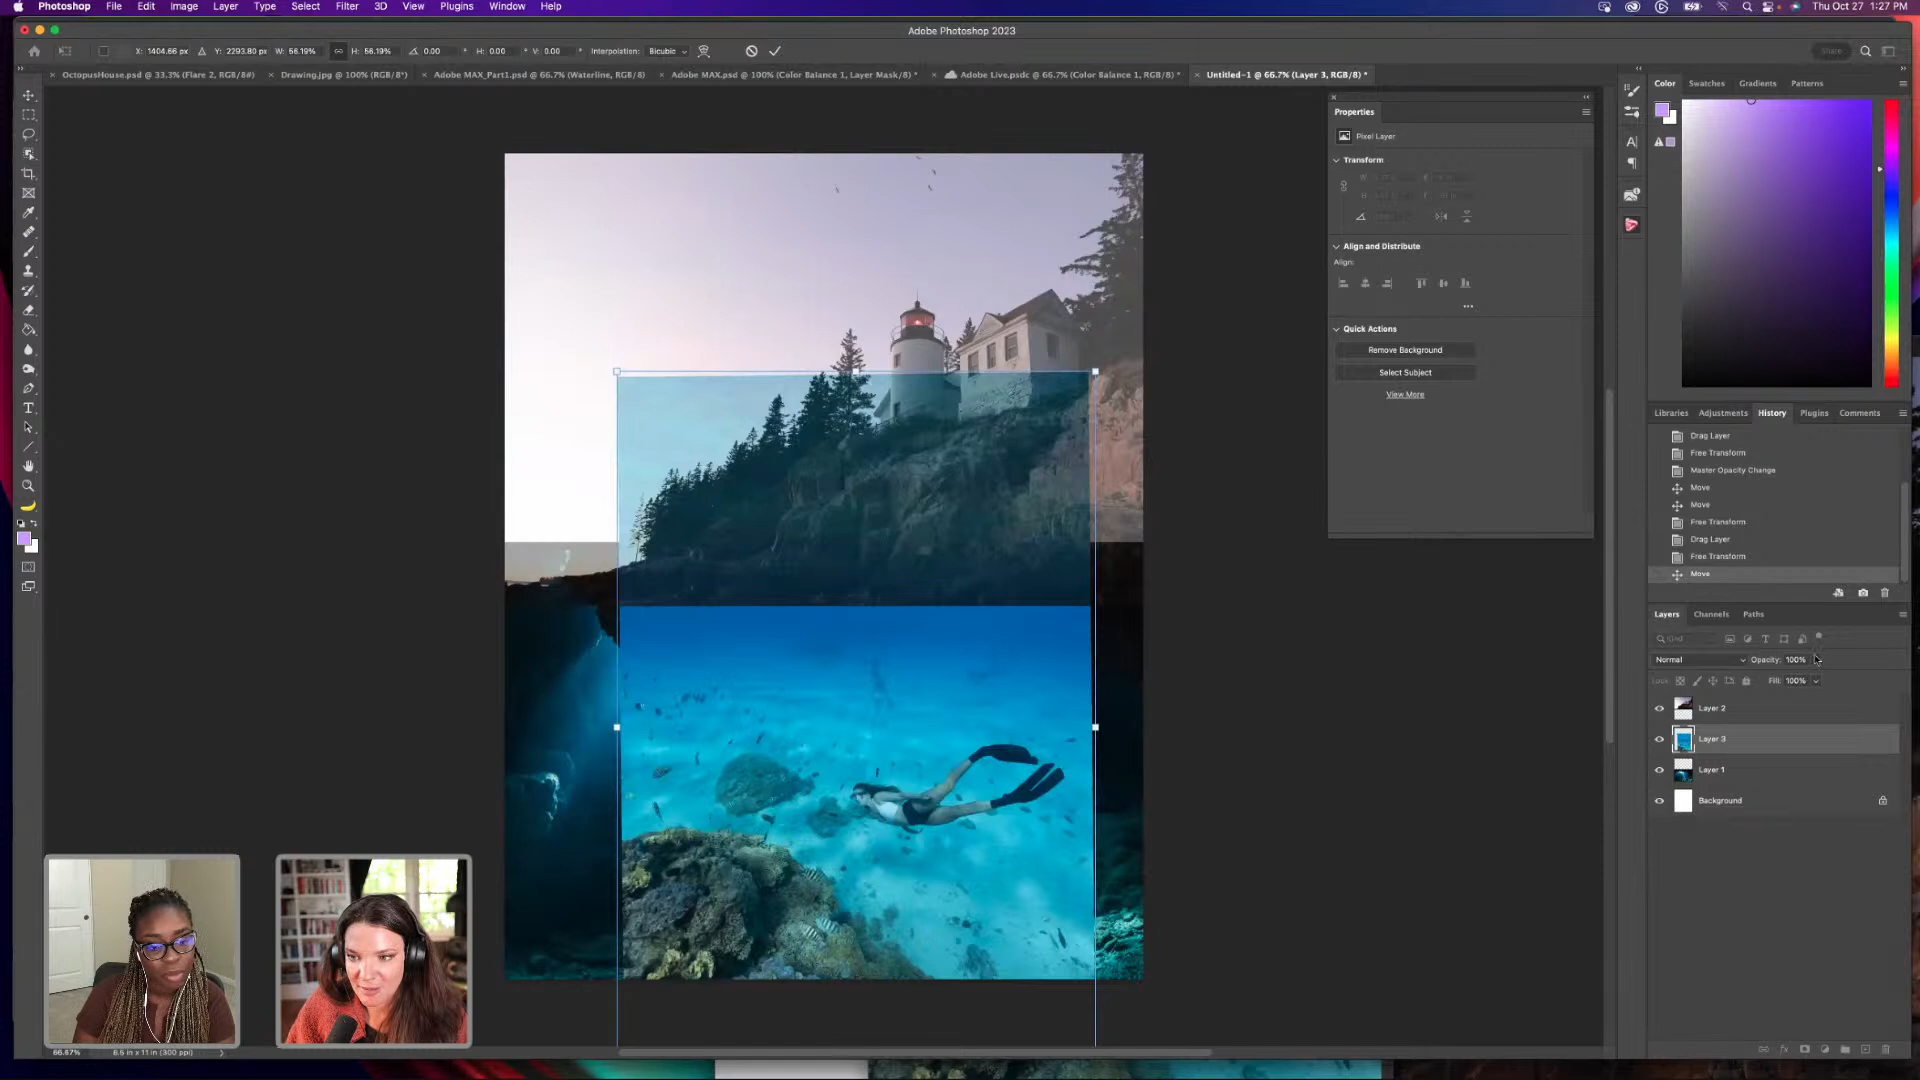 Photoshop File Edit Image Layer Type Select Filter 3D View Plugins Window Help Thu Oct 27 1:27 PM
Adobe Photoshop 2023
X: 1404.66 px Y: 2293.80 px W: 56.19% H: 56.19% 0.00 ° H: 0.00 ° V: 0.00 ° Interpolation: Bicubic Share
OctopusHouse.psd @ 33.3% (Flare 2, RGB/8#) Drawing.jpg @ 100% (RGB/8*) Adobe MAX_Part1.psd @ 66.7% (Waterline, RGB/8) Adobe MAX.psd @ 100% (Color Balance 1, Layer Mask/8) * Adobe Live.psdc @ 66.7% (Color Balance 1, RGB/8) * Untitled-1 @ 66.7% (Layer 3, RGB/8) *
Color Swatches Gradients Patterns
Properties
Pixel Layer
Transform
Align and Distribute
Align:
Quick Actions
Remove Background
Select Subject
View More
Libraries Adjustments History Plugins Comments
Drag Layer
Free Transform
Master Opacity Change
Move
Move
Free Transform
Drag Layer
Free Transform
Move
Layers Channels Paths
Kind
Normal Opacity: 100%
Lock: Fill: 100%
Layer 2
Layer 3
Layer 1
Background
66.67% 8.5 in x 11 in (300 ppi)